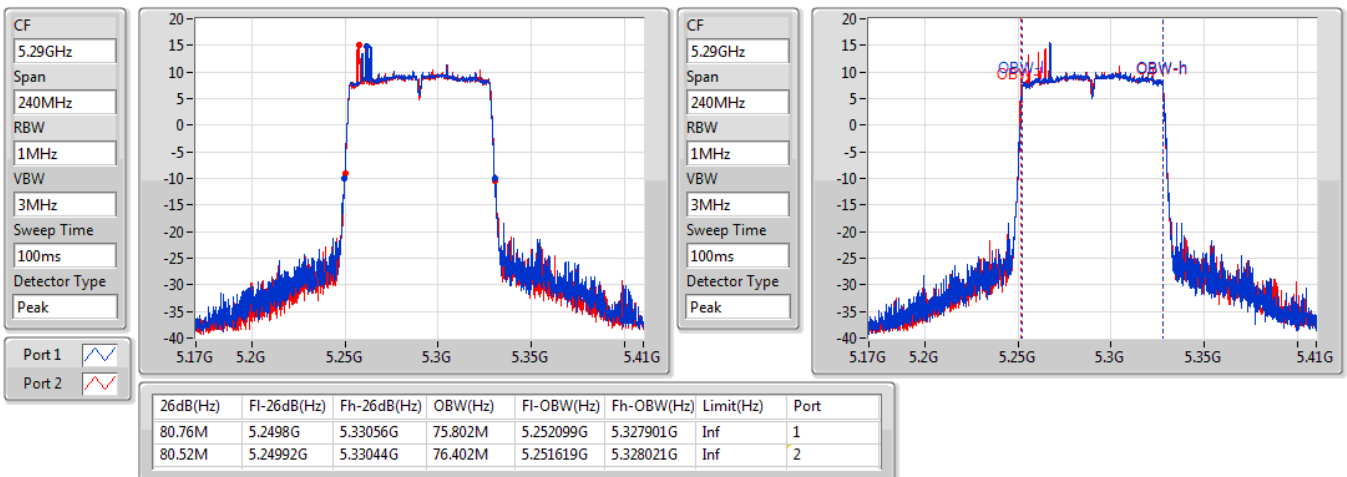 CF
5.29GHz
Span
240MHz
RBW
1MHz
VBW
3MHz
Sweep Time
100ms
Detector Type
Peak
Port 1
Port 2
20
15
10
5
0
-5
-10
-15
-20
-25
-30
-35
-40
5.17G 5.2G 5.25G 5.3G 5.35G 5.41G
CF
5.29GHz
Span
240MHz
RBW
1MHz
VBW
3MHz
Sweep Time
100ms
Detector Type
Peak
20
15
10
5
0
-5
-10
-15
-20
-25
-30
-35
-40
OBW-h
5.17G 5.2G 5.25G 5.3G 5.35G 5.41G
26dB(Hz) Fl-26dB(Hz) Fh-26dB(Hz) OBW(Hz) Fl-OBW(Hz) Fh-OBW(Hz) Limit(Hz) Port
80.76M 5.2498G 5.33056G 75.802M 5.252099G 5.327901G Inf 1
80.52M 5.24992G 5.33044G 76.402M 5.251619G 5.328021G Inf 2